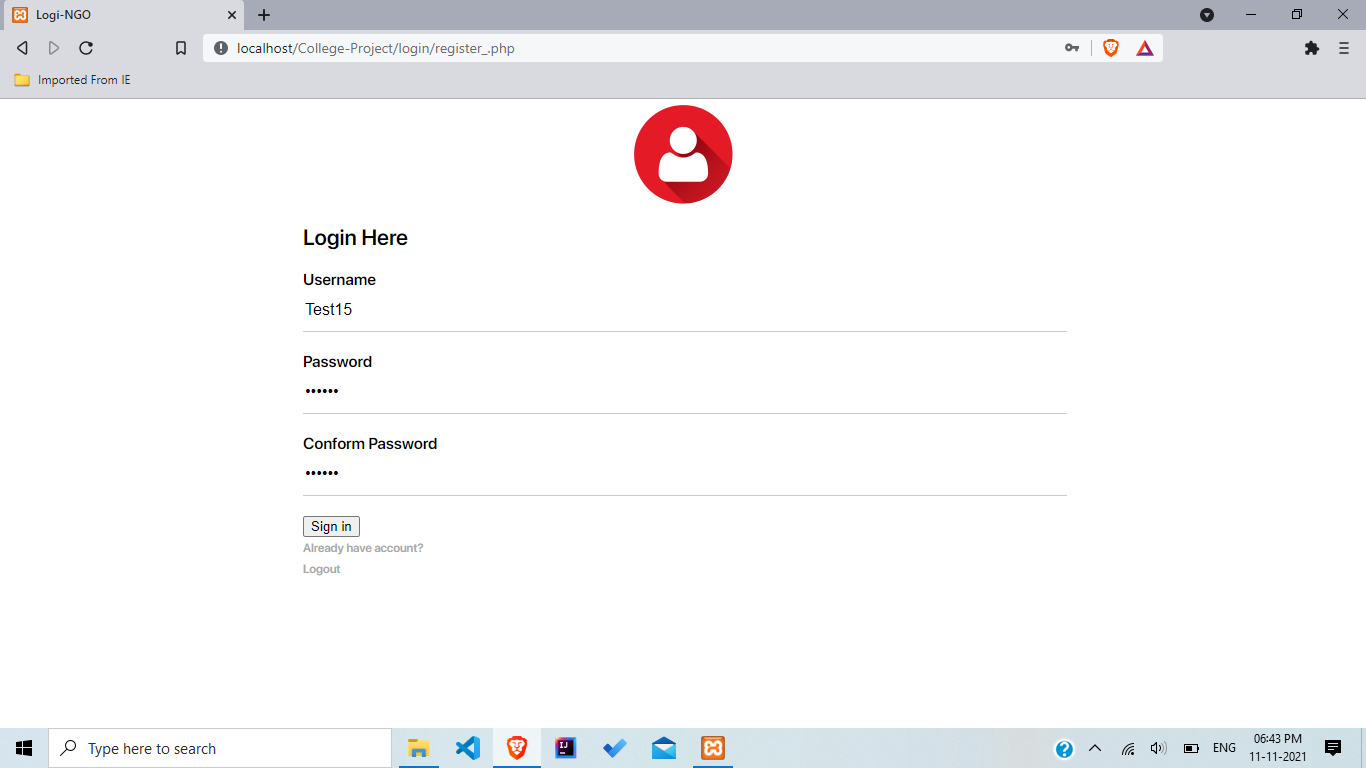 Logi-NGO
localhost/College-Project/login/register_.php
Imported From IE
Login Here
Username
Test15
Password
••••••
Conform Password
••••••
Sign in
Already have account?
Logout
Type here to search
IJ
ENG
06:43 PM
11-11-2021